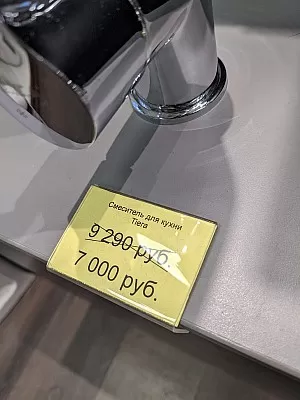 Смеситель для кухни
Tiera
9 290 руб.
7 000 руб.